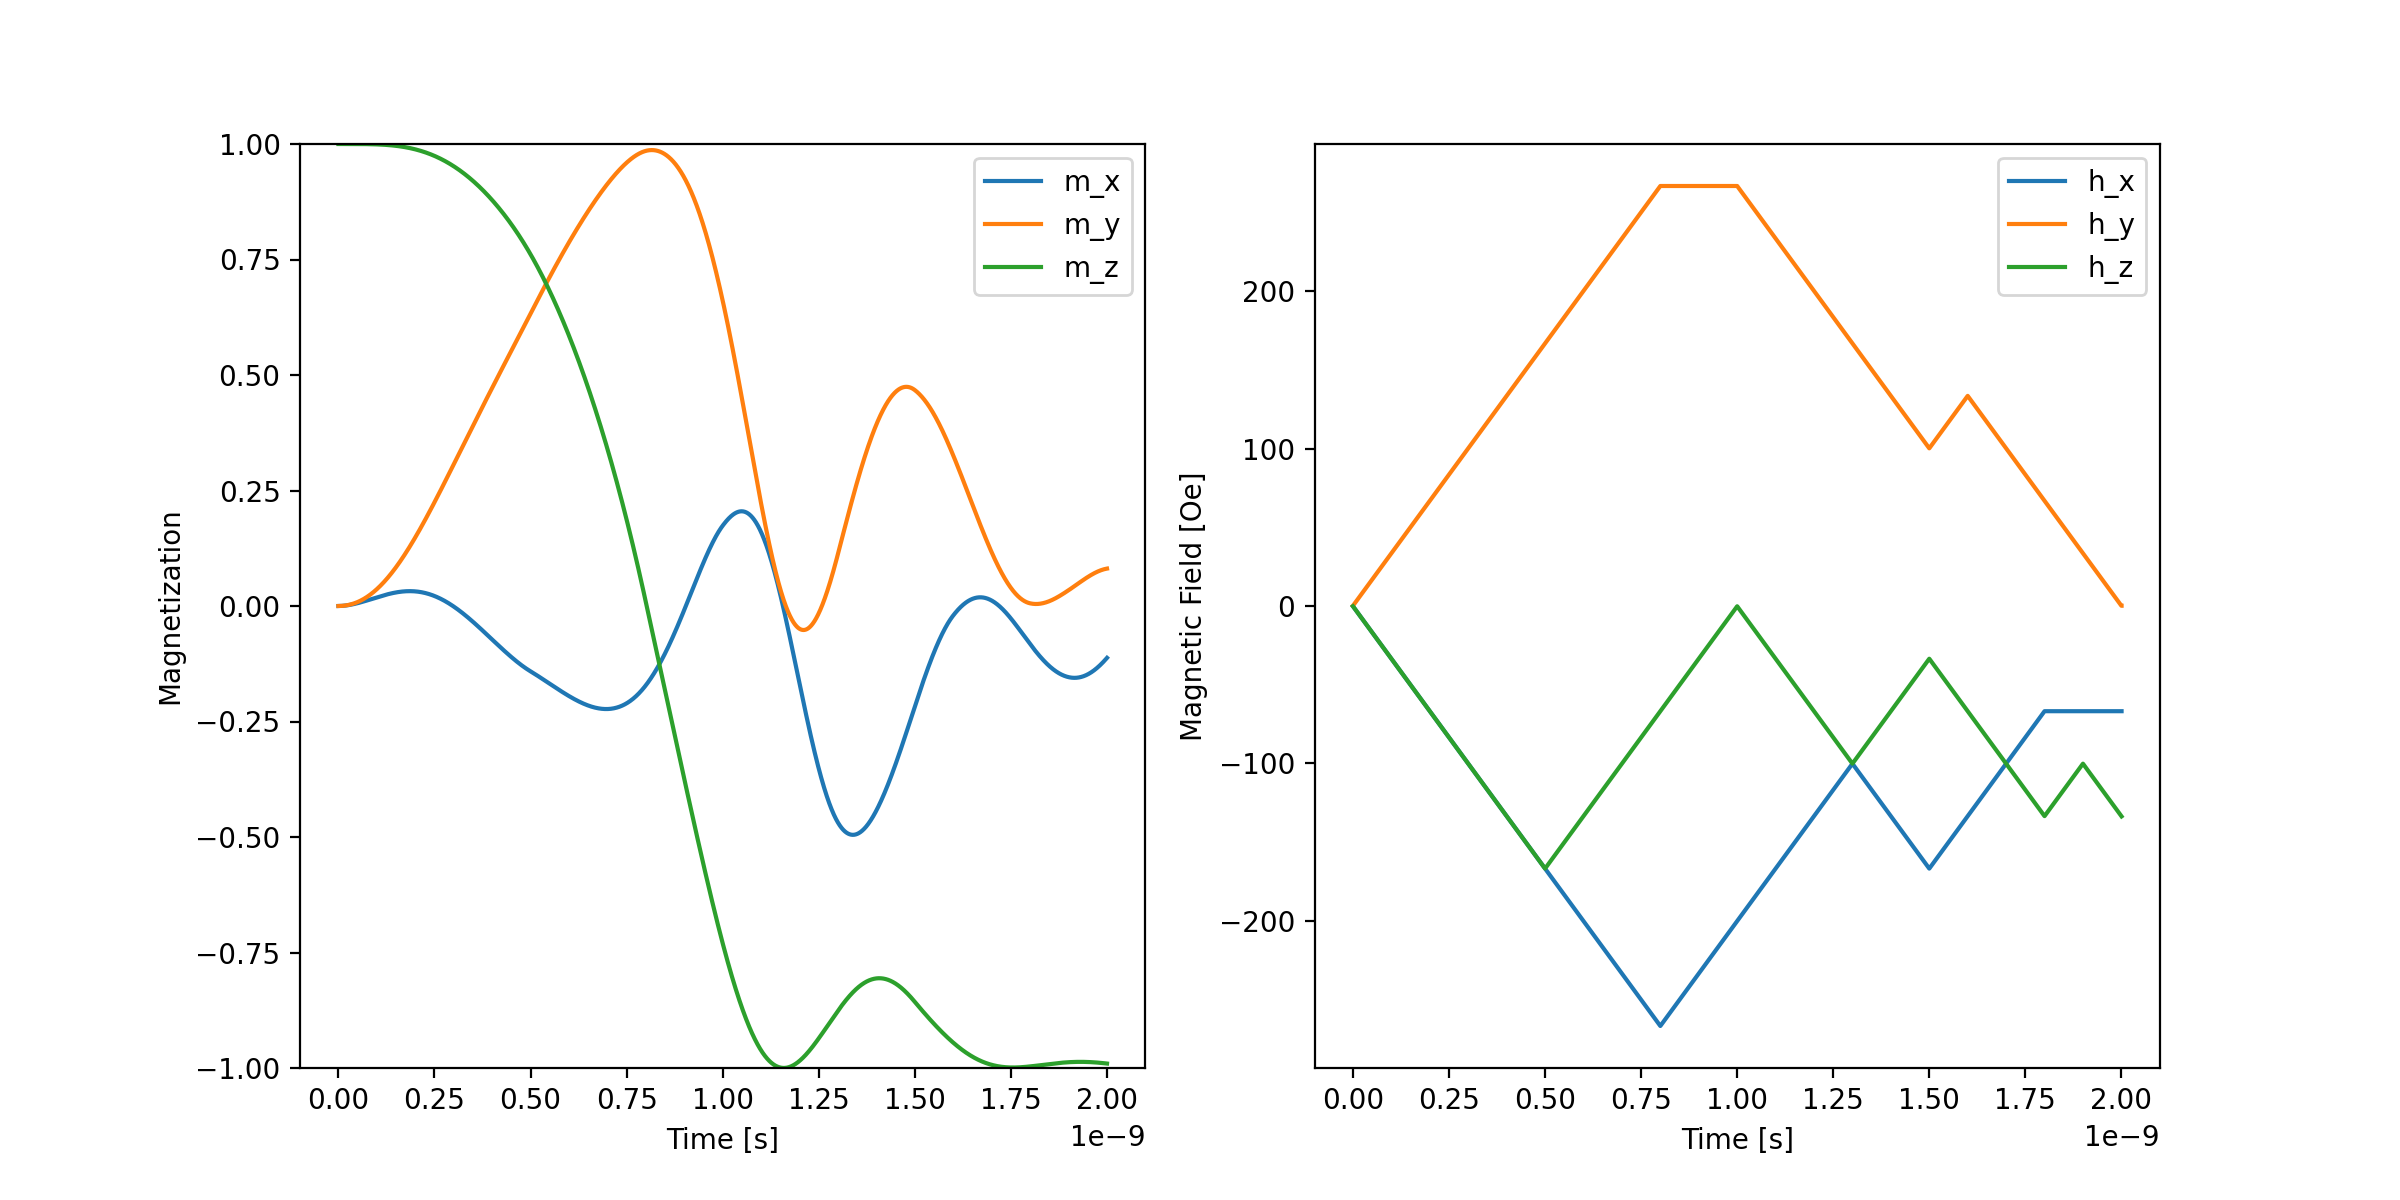 Magnetization
1.00
0.75
0.50
0.25
0.00
−0.25
−0.50
−0.75
−1.00
m_x
m_y
m_z
0.00 0.25 0.50 0.75 1.00 1.25 1.50 1.75 2.00
Time [s]
1e−9
Magnetic Field [Oe]
200
100
0
−100
−200
h_x
h_y
h_z
0.00 0.25 0.50 0.75 1.00 1.25 1.50 1.75 2.00
Time [s]
1e−9